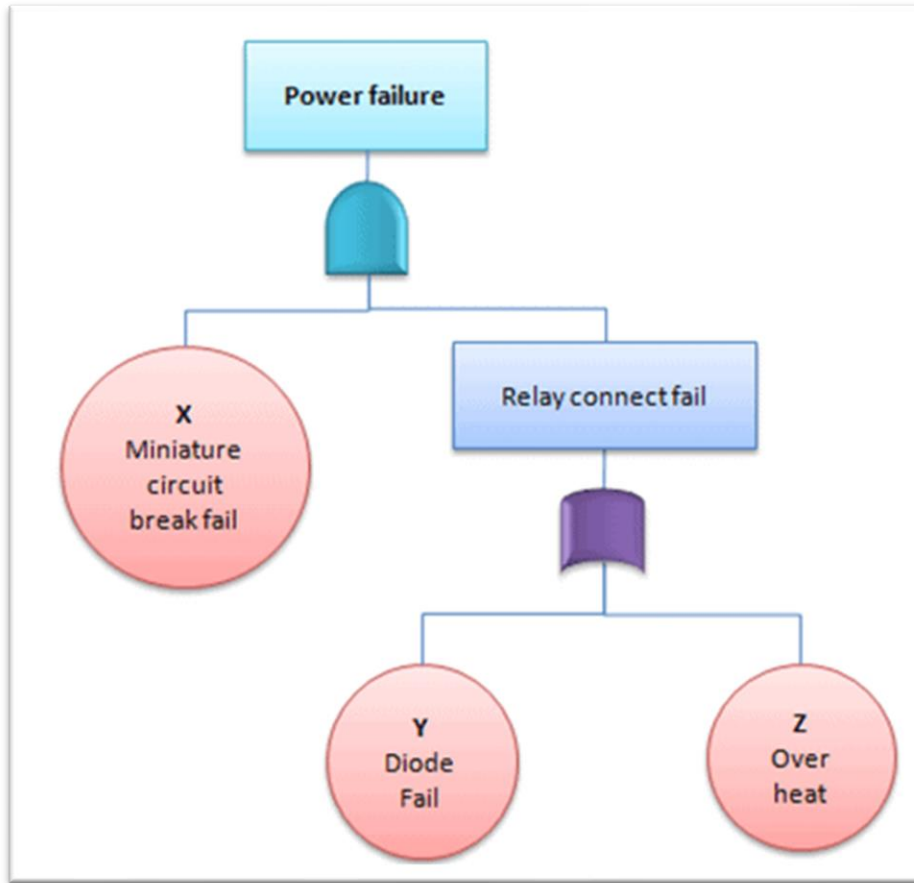 Power failure
X
Miniature
circuit
break fail
Relay connect fail
Y
Diode
Fail
Z
Over
heat